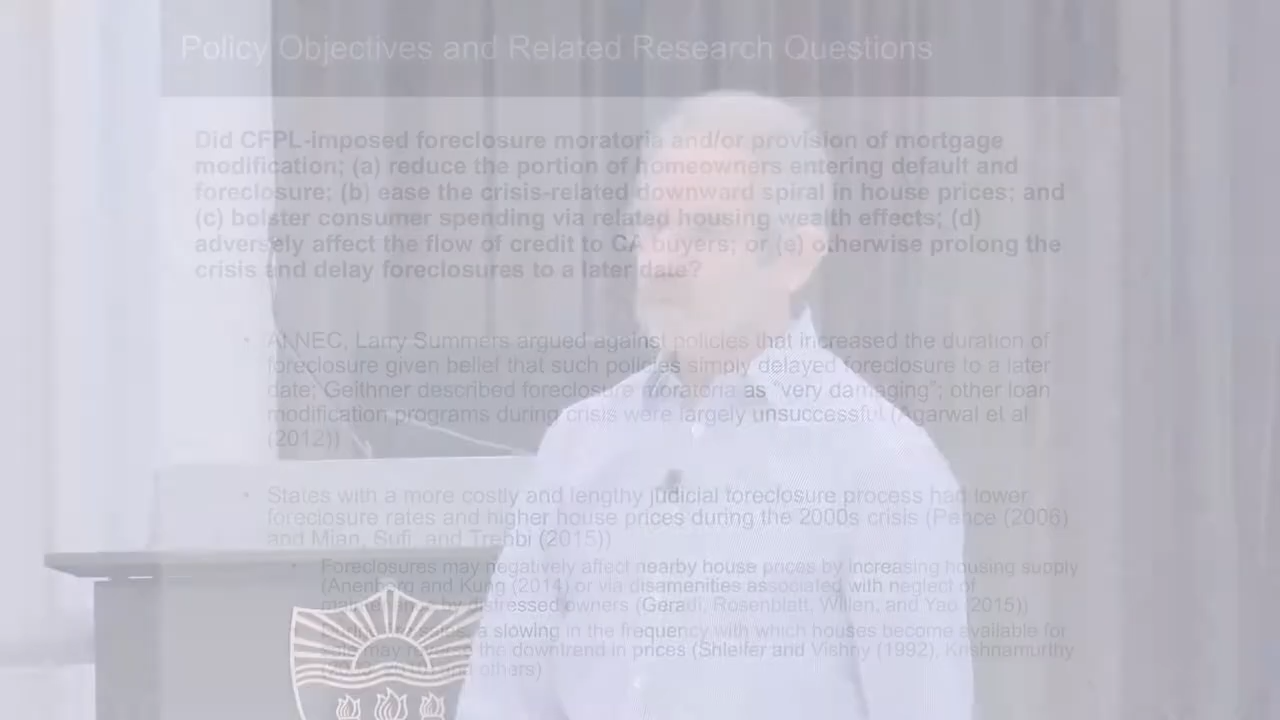 Policy Objectives and Related Research Questions
Did CFPL-imposed foreclosure moratoria and/or provision of mortgage
modification; (a) reduce the portion of homeowners entering default and
foreclosure; (b) ease the crisis-related downward spiral in house prices; and
(c) bolster consumer spending via related housing wealth effects; (d)
adversely affect the flow of credit to CA buyers; or (e) otherwise prolong the
crisis and delay foreclosures to a later date?
• At NEC, Larry Summers argued against policies that increased the duration of
foreclosure given belief that such policies simply delayed foreclosure to a later
date; Geithner described foreclosure moratoria as "very damaging"; other loan
modification programs during crisis were largely unsuccessful (Agarwal et al
(2012))
• States with a more costly and lengthy judicial foreclosure process had lower
foreclosure rates and higher house prices during the 2000s crisis (Pence (2006)
and Mian, Sufi, and Trebbi (2015))
Foreclosures may negatively affect nearby house prices by increasing housing supply
(Anenberg and Kung (2014) or via disamenities associated with neglect of
by distressed owners (Geradi, Rosenblatt, Willen, and Yao (2015))
a slowing in the frequency with which houses become available for
the downtrend in prices (Shleifer and Vishny (1992), Krishnamurthy
others)